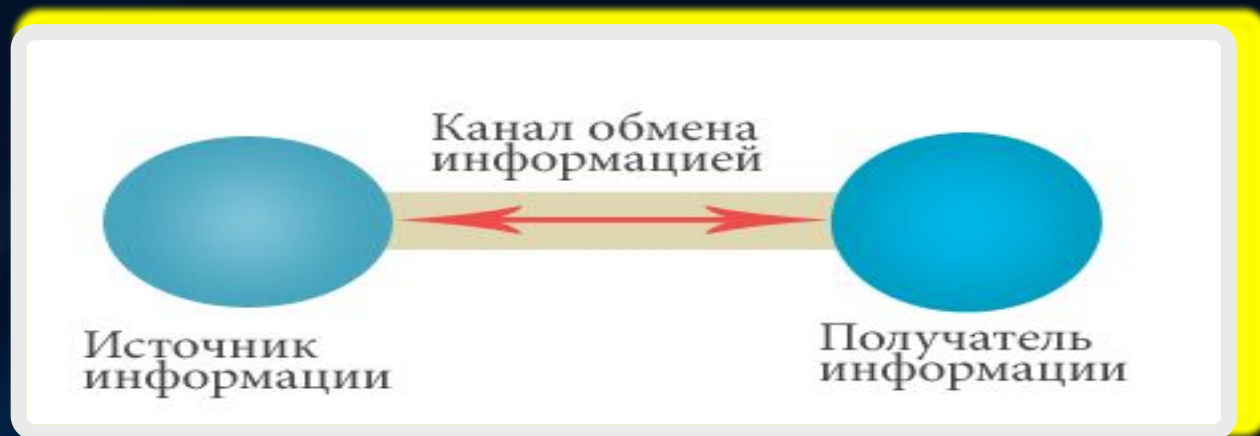 Канал обмена
информацией
Источник
информации
Получатель
информации